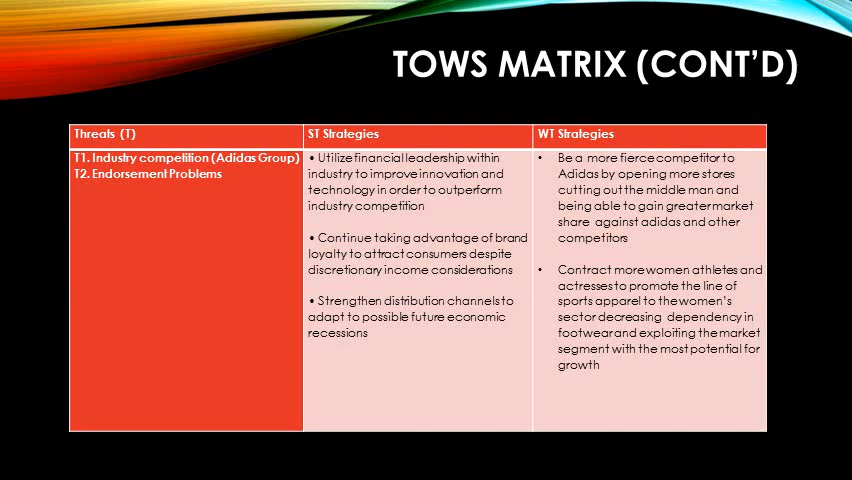 TOWS MATRIX (CONT'D)
Threats (T)
ST Strategies
WT Strategies
T1. Industry competition (Adidas Group)
T2. Endorsement Problems
• Utilize financial leadership within
industry to improve innovation and
technology in order to outperform
industry competition
• Continue taking advantage of brand
loyalty to attract consumers despite
discretionary income considerations
• Strengthen distribution channels to
adapt to possible future economic
recessions
• Be a more fierce competitor to
Adidas by opening more stores
cutting out the middle man and
being able to gain greater market
share against adidas and other
competitors
• Contract more women athletes and
actresses to promote the line of
sports apparel to the women's
sector decreasing dependency in
footwear and exploiting the market
segment with the most potential for
growth